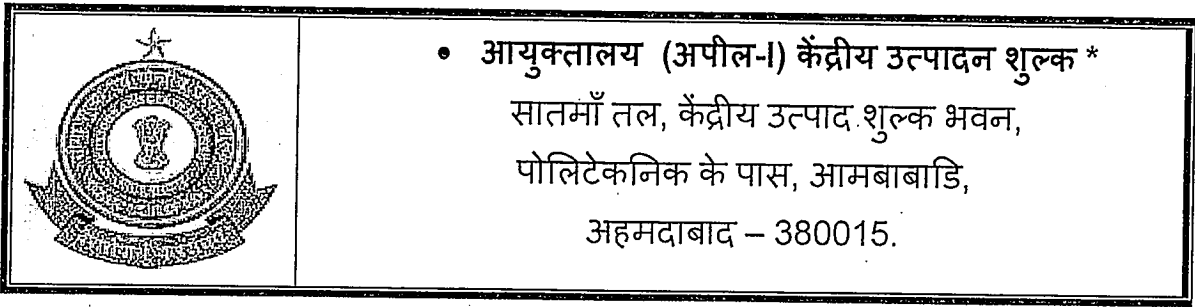 • आयुक्तालय (अपील-I) केंद्रीय उत्पादन शुल्क *
सातमाँ तल, केंद्रीय उत्पाद शुल्क भवन,
पोलिटेकनिक के पास, आमबाबाडि,
अहमदाबाद – 380015.